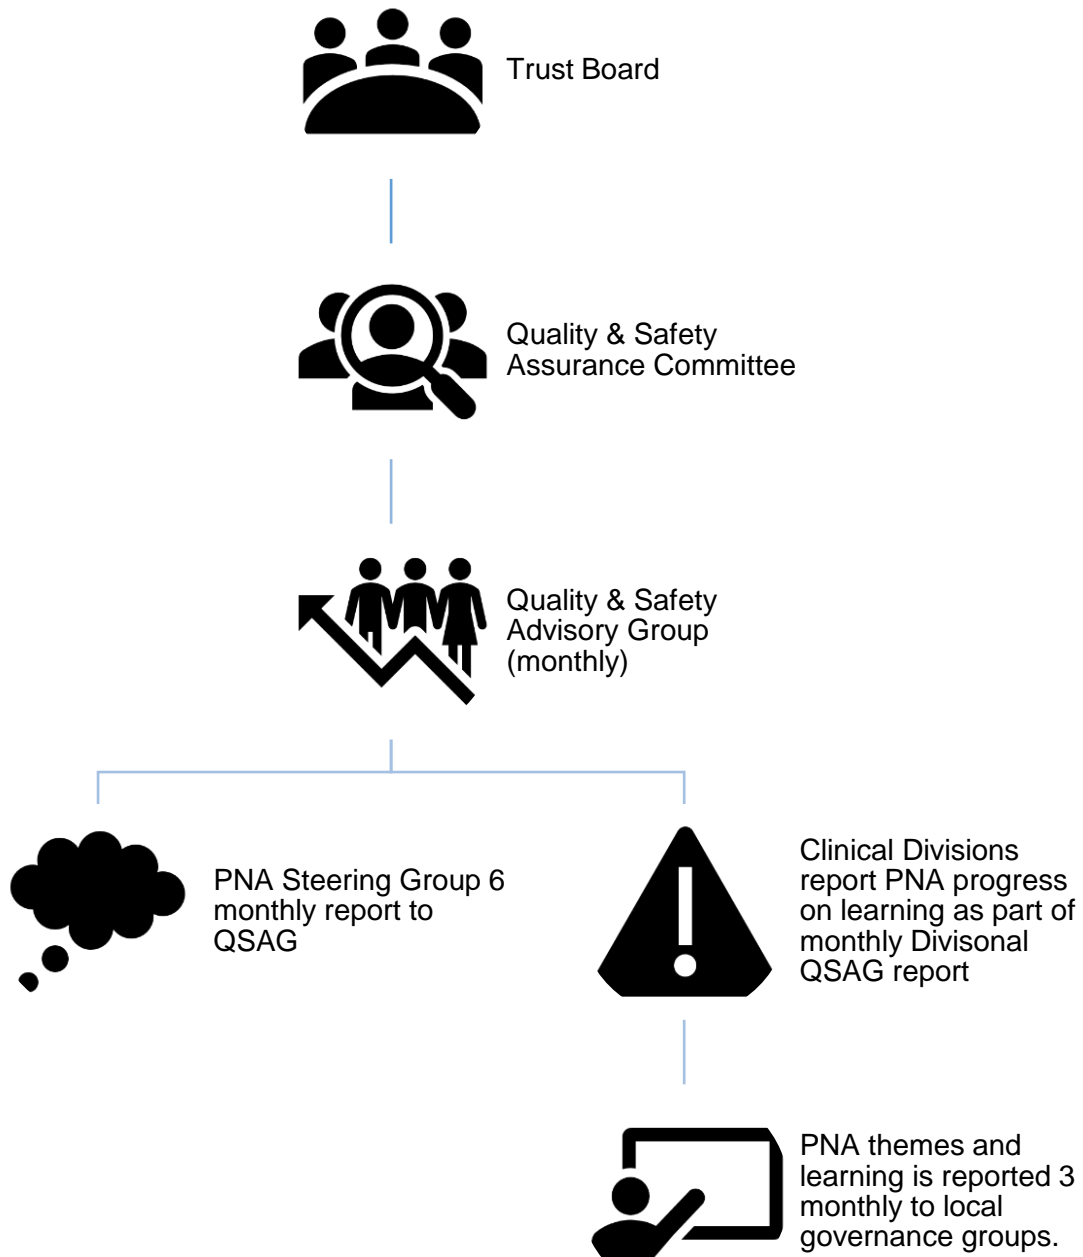 Trust Board
Quality & Safety
Assurance Committee
Quality & Safety
Advisory Group
(monthly)
PNA Steering Group 6
monthly report to
QSAG
Clinical Divisions
report PNA progress
on learning as part of
monthly Divisonal
QSAG report
PNA themes and
learning is reported 3
monthly to local
governance groups.